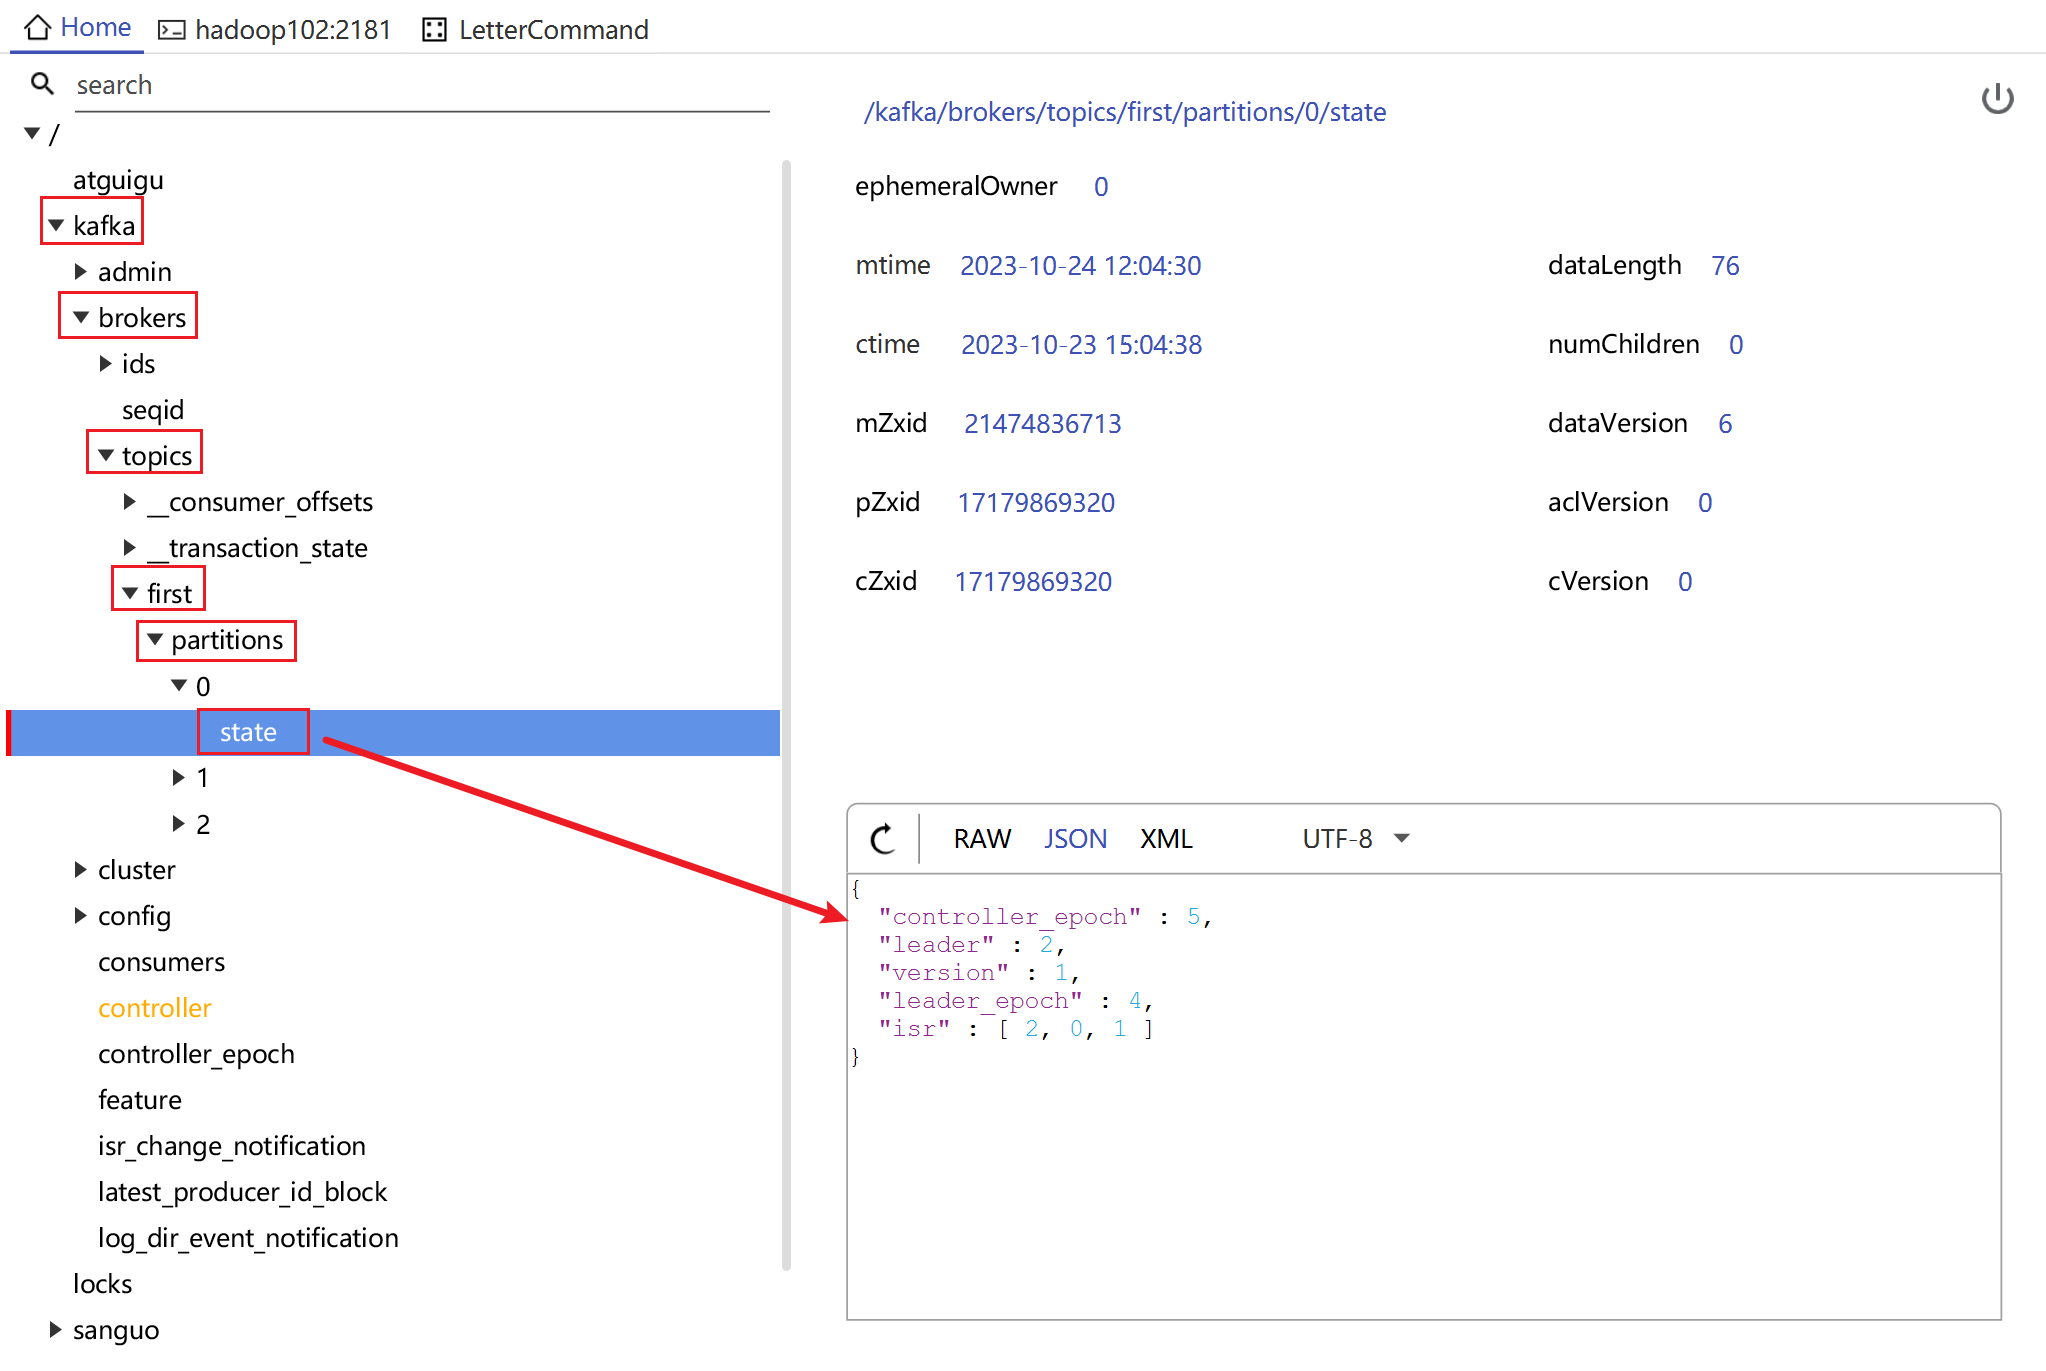 Home hadoop102:2181 LetterCommand
search
/
atguigu
kafka
admin
brokers
ids
seqid
topics
__consumer_offsets
__transaction_state
first
partitions
0
state
1
2
cluster
config
consumers
controller
controller_epoch
feature
isr_change_notification
latest_producer_id_block
log_dir_event_notification
locks
sanguo
/kafka/brokers/topics/first/partitions/0/state
ephemeralOwner 0
mtime 2023-10-24 12:04:30 dataLength 76
ctime 2023-10-23 15:04:38 numChildren 0
mZxid 21474836713 dataVersion 6
pZxid 17179869320 aclVersion 0
cZxid 17179869320 cVersion 0
RAW JSON XML UTF-8
{
"controller_epoch" : 5,
"leader" : 2,
"version" : 1,
"leader_epoch" : 4,
"isr" : [ 2, 0, 1 ]
}